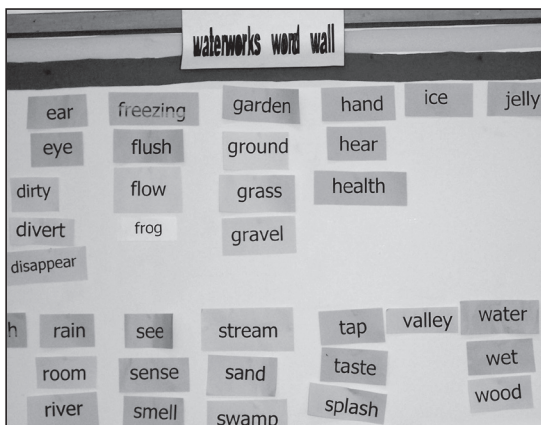 waterworks word wall
ear freezing garden hand ice jelly
eye flush ground hear
dirty flow grass health
divert frog gravel
disappear
h rain see stream tap valley water
room sense sand taste wet
river smell swamp splash wood